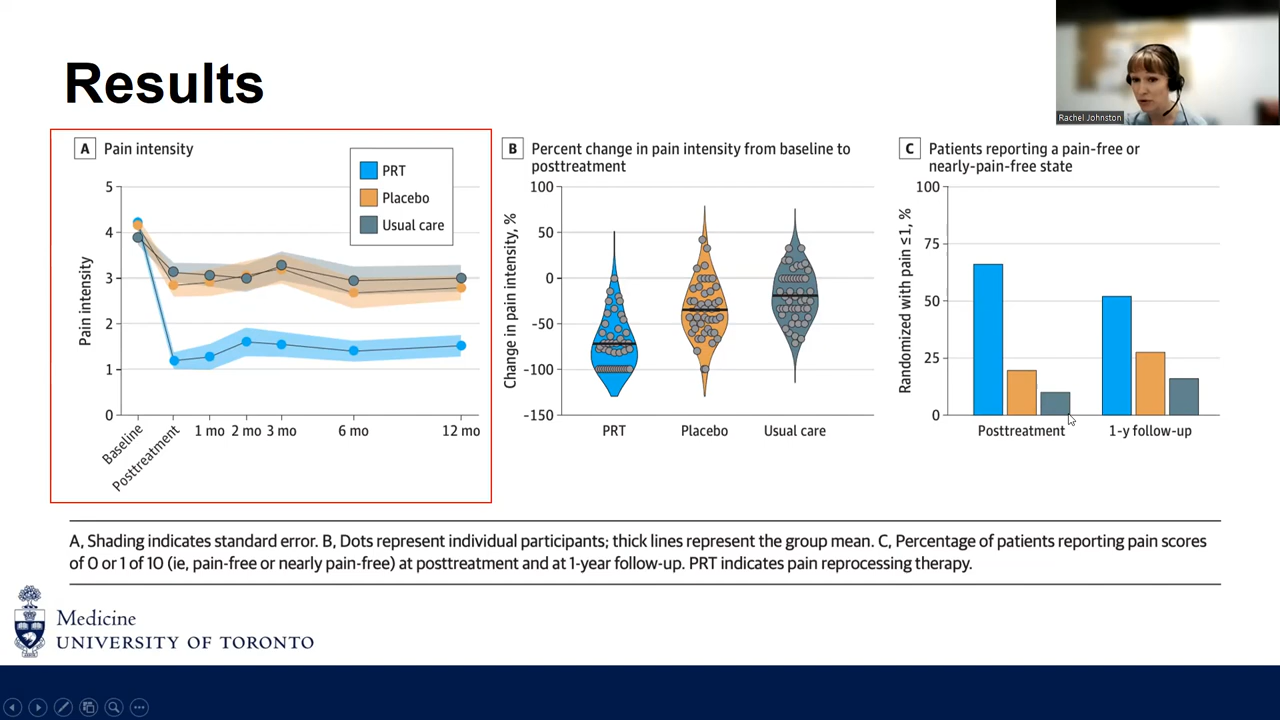 Results
Rachel Johnston
A Pain intensity
PRT
Placebo
Usual care
Pain intensity
5
4
3
2
1
0
Baseline
Posttreatment
1 mo
2 mo
3 mo
6 mo
12 mo
B Percent change in pain intensity from baseline to
posttreatment
Change in pain intensity, %
100
50
0
-50
-100
-150
PRT
Placebo
Usual care
C Patients reporting a pain-free or
nearly-pain-free state
Randomized with pain ≤1, %
100
75
50
25
0
Posttreatment
1-y follow-up
A, Shading indicates standard error. B, Dots represent individual participants; thick lines represent the group mean. C, Percentage of patients reporting pain scores
of 0 or 1 of 10 (ie, pain-free or nearly pain-free) at posttreatment and at 1-year follow-up. PRT indicates pain reprocessing therapy.
Medicine
UNIVERSITY OF TORONTO